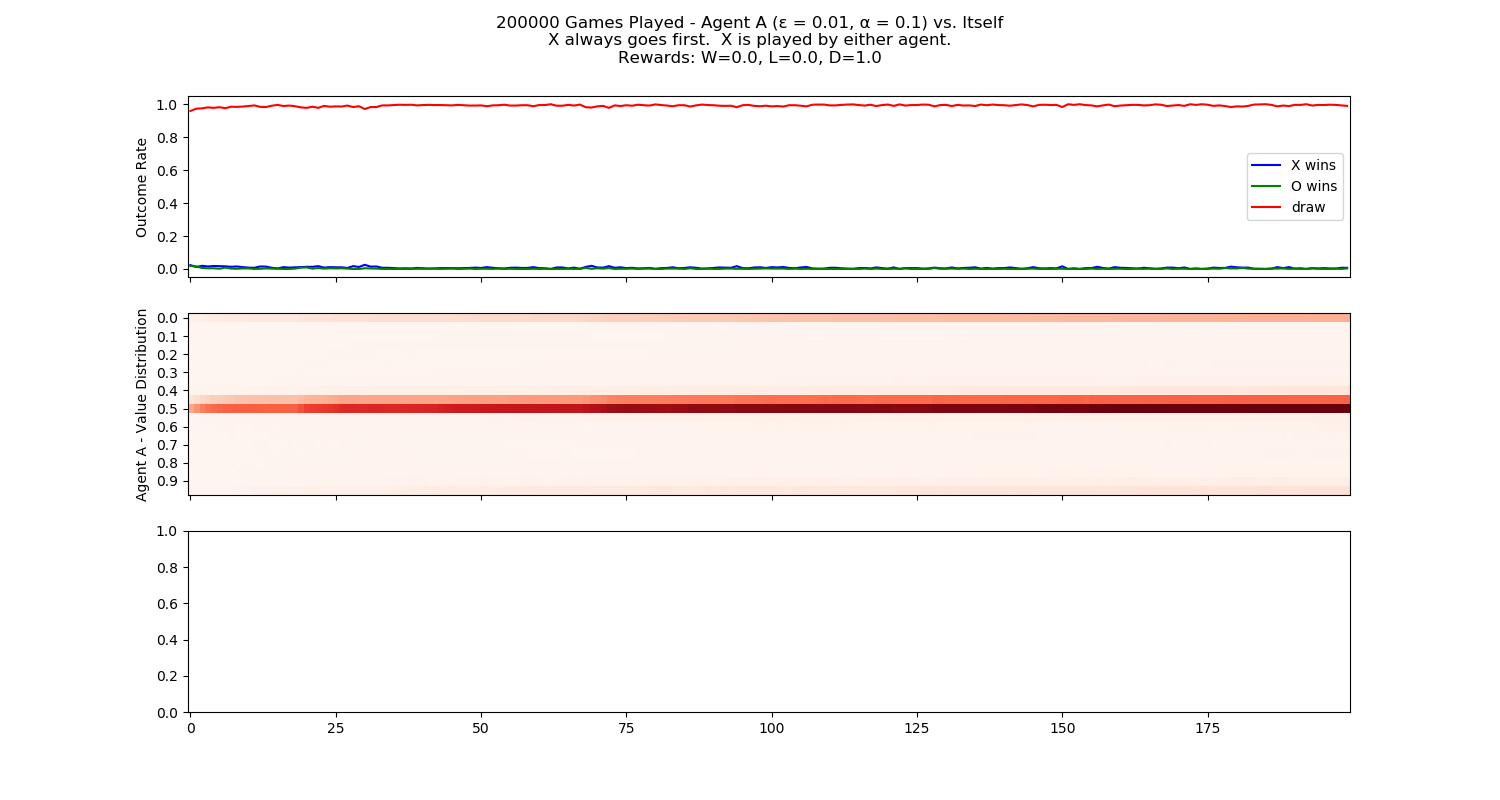 200000 Games Played - Agent A (ε = 0.01, α = 0.1) vs. Itself
X always goes first.  X is played by either agent.
Rewards: W=0.0, L=0.0, D=1.0
1.0
0.8
0.6
0.4
0.2
0.0
Outcome Rate
X wins
O wins
draw
0.0
0.1
0.2
0.3
0.4
0.5
0.6
0.7
0.8
0.9
Agent A - Value Distribution
1.0
0.8
0.6
0.4
0.2
0.0
0 25 50 75 100 125 150 175